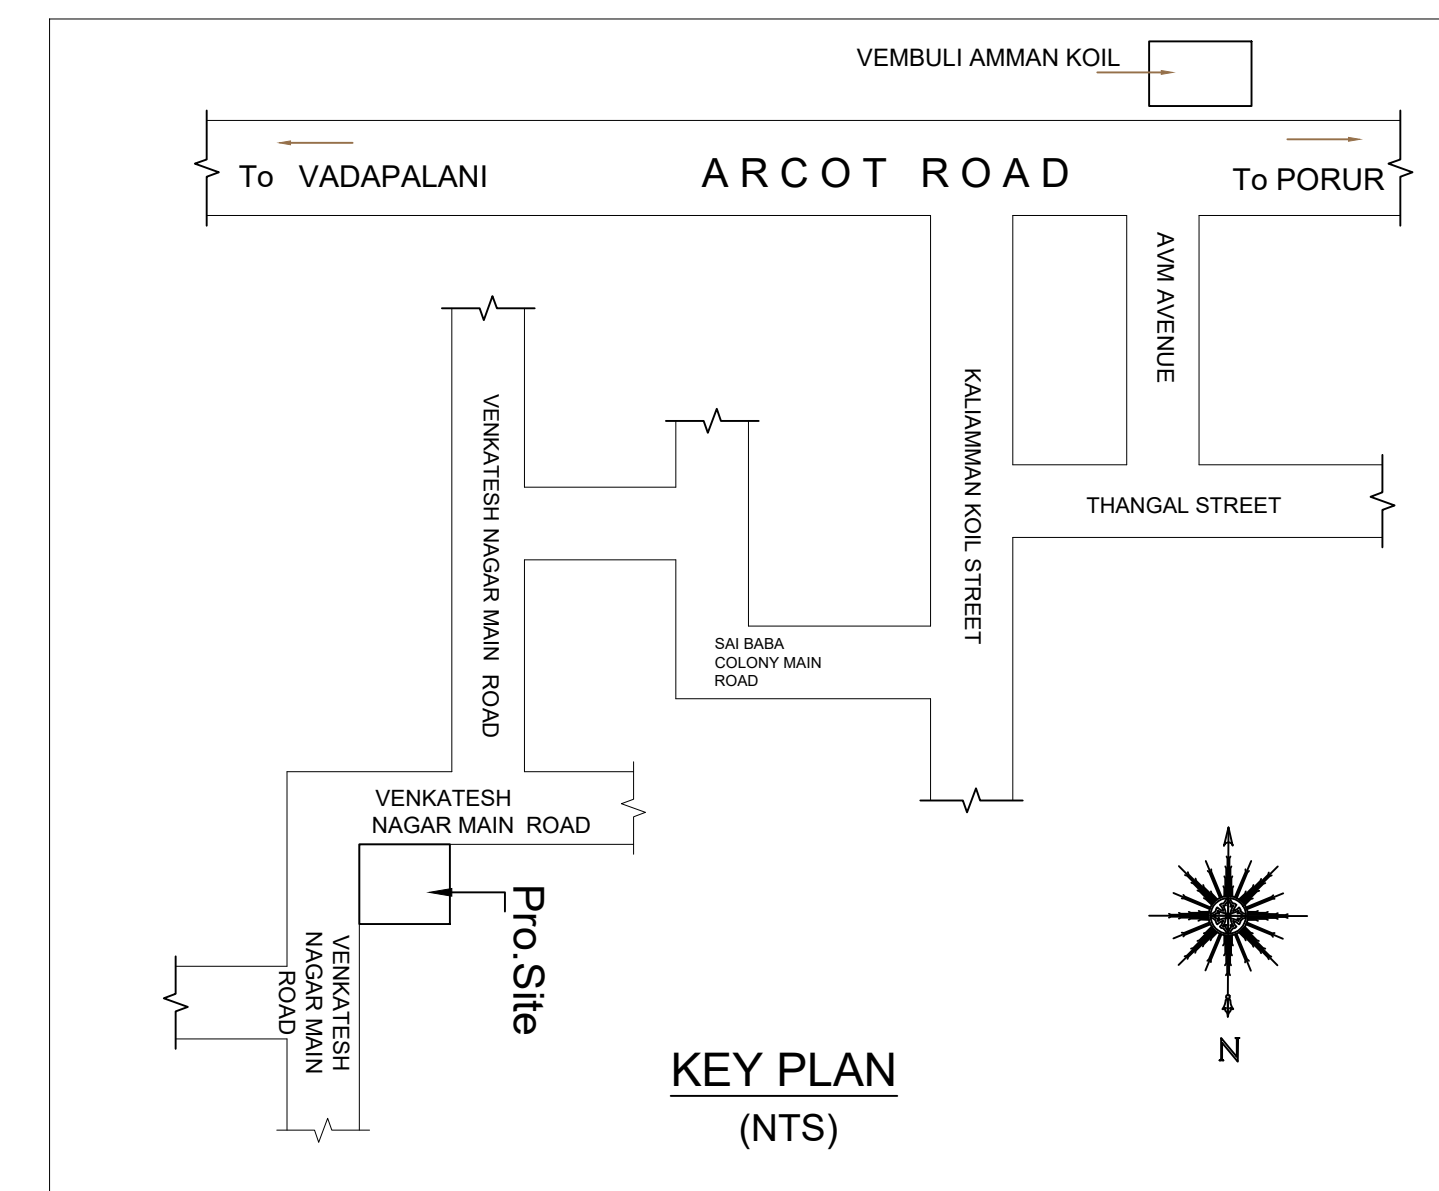 VEMBULI AMMAN KOIL
To VADAPALANI
ARCOT ROAD
To PORUR
AVM AVENUE
KALIAMMAN KOIL STREET
VENKATESH NAGAR MAIN ROAD
THANGAL STREET
SAI BABA
COLONY MAIN
ROAD
VENKATESH
NAGAR MAIN ROAD
Pro.Site
VENKATESH
NAGAR MAIN
ROAD
N
KEY PLAN
(NTS)